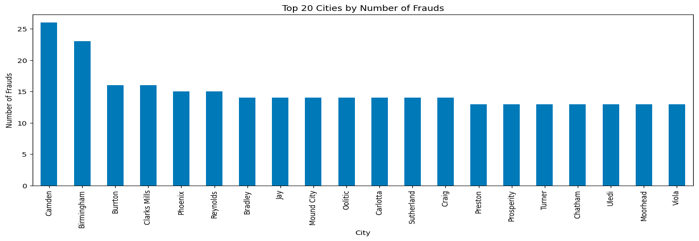 Top 20 Cities by Number of Frauds
Number of Frauds
25
20
15
10
5
0
Camden
Birmingham
Burrton
Clarks Mills
Phoenix
Reynolds
Bradley
Jay
Mound City
Oolitic
Carlotta
Sutherland
Craig
Preston
Prosperity
Turner
Chatham
Uledi
Moorhead
Viola
City